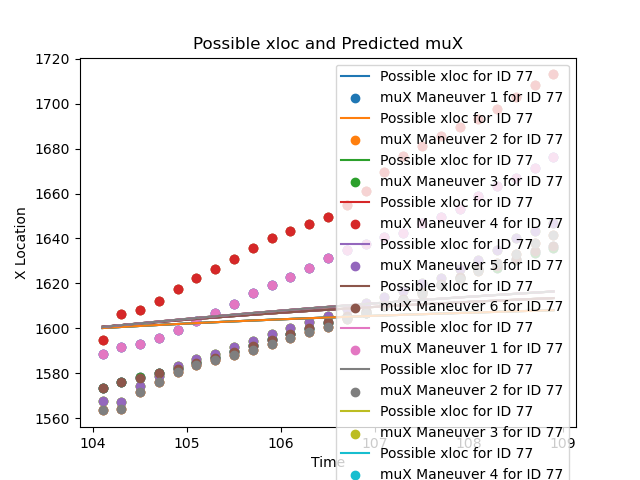 Possible xloc and Predicted muX
1720
1700
1680
1660
1640
1620
1600
1580
1560
X Location
104
105
106
107
108
109
Time
Possible xloc for ID 77
muX Maneuver 1 for ID 77
Possible xloc for ID 77
muX Maneuver 2 for ID 77
Possible xloc for ID 77
muX Maneuver 3 for ID 77
Possible xloc for ID 77
muX Maneuver 4 for ID 77
Possible xloc for ID 77
muX Maneuver 5 for ID 77
Possible xloc for ID 77
muX Maneuver 6 for ID 77
Possible xloc for ID 77
muX Maneuver 1 for ID 77
Possible xloc for ID 77
muX Maneuver 2 for ID 77
Possible xloc for ID 77
muX Maneuver 3 for ID 77
Possible xloc for ID 77
muX Maneuver 4 for ID 77